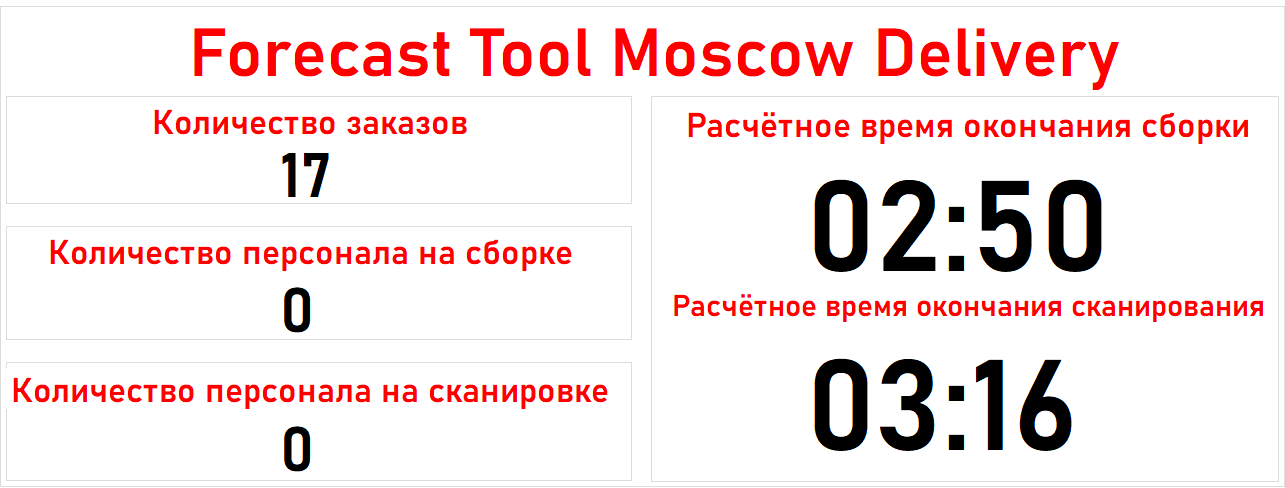 Forecast Tool Moscow Delivery
Количество заказов
17
Количество персонала на сборке
0
Количество персонала на сканировке
0
Расчётное время окончания сборки
02:50
Расчётное время окончания сканирования
03:16